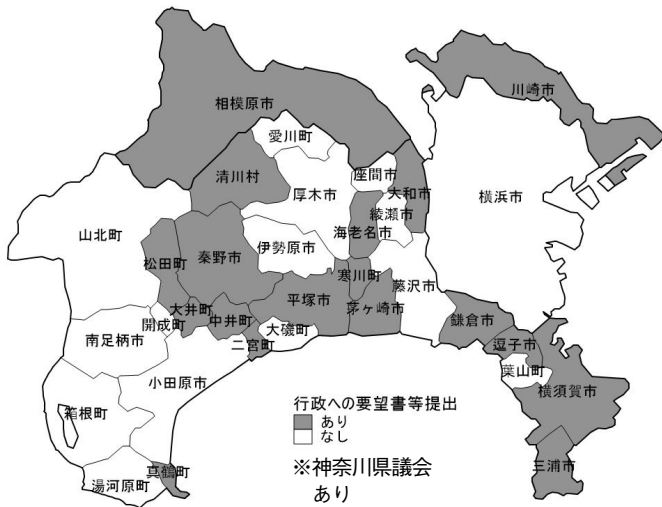 川崎市
相模原市
愛川町
清川村
座間市
大和市
厚木市
横浜市
綾瀬市
海老名市
山北町
秦野市
伊勢原市
松田町
寒川町
藤沢市
平塚市
大井町
茅ヶ崎市
中井町
鎌倉市
開成町
大磯町
南足柄市
二宮町
逗子市
葉山町
小田原市
横須賀市
箱根町
行政への要望書等提出
あり
なし
三浦市
真鶴町
湯河原町
※神奈川県議会
あり